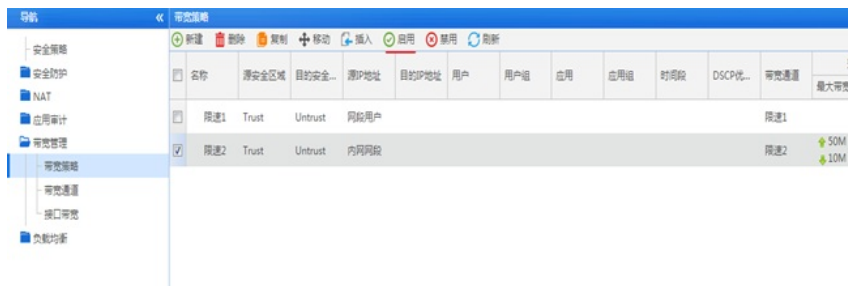 导航 « 带宽策略
新建 删除 复制 移动 插入 启用 禁用 刷新
安全策略
安全防护
NAT
应用审计
带宽管理
带宽策略
带宽通道
接口带宽
负载均衡
名称 源安全区域 目的安全... 源IP地址 目的IP地址 用户 用户组 应用 应用组 时间段 DSCP优... 带宽通道
最大带宽
限速1 Trust Untrust 网段用户 限速1
限速2 Trust Untrust 内网网段 限速2 50M
10M